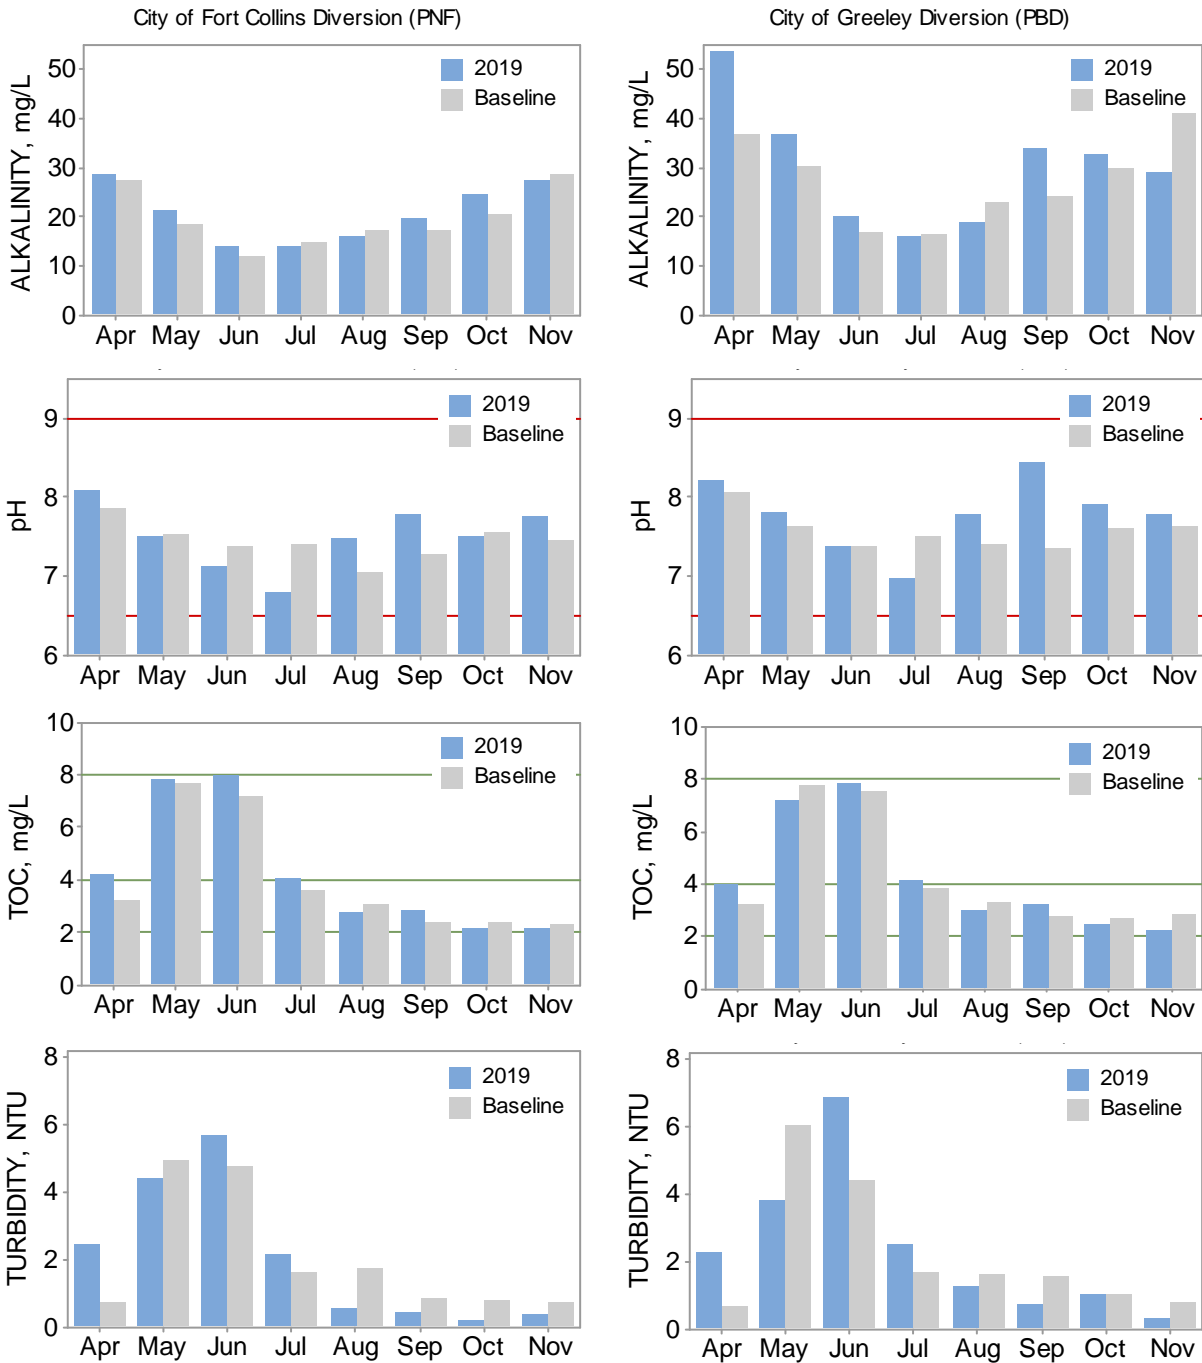 City of Fort Collins Diversion (PNF)
ALKALINITY, mg/L
50
40
30
20
10
0
2019
Baseline
Apr May Jun Jul Aug Sep Oct Nov
City of Greeley Diversion (PBD)
ALKALINITY, mg/L
50
40
30
20
10
0
2019
Baseline
Apr May Jun Jul Aug Sep Oct Nov
pH
9
8
7
6
2019
Baseline
Apr May Jun Jul Aug Sep Oct Nov
pH
9
8
7
6
2019
Baseline
Apr May Jun Jul Aug Sep Oct Nov
TOC, mg/L
10
8
6
4
2
0
2019
Baseline
Apr May Jun Jul Aug Sep Oct Nov
TOC, mg/L
10
8
6
4
2
0
2019
Baseline
Apr May Jun Jul Aug Sep Oct Nov
TURBIDITY, NTU
8
6
4
2
0
2019
Baseline
Apr May Jun Jul Aug Sep Oct Nov
TURBIDITY, NTU
8
6
4
2
0
2019
Baseline
Apr May Jun Jul Aug Sep Oct Nov